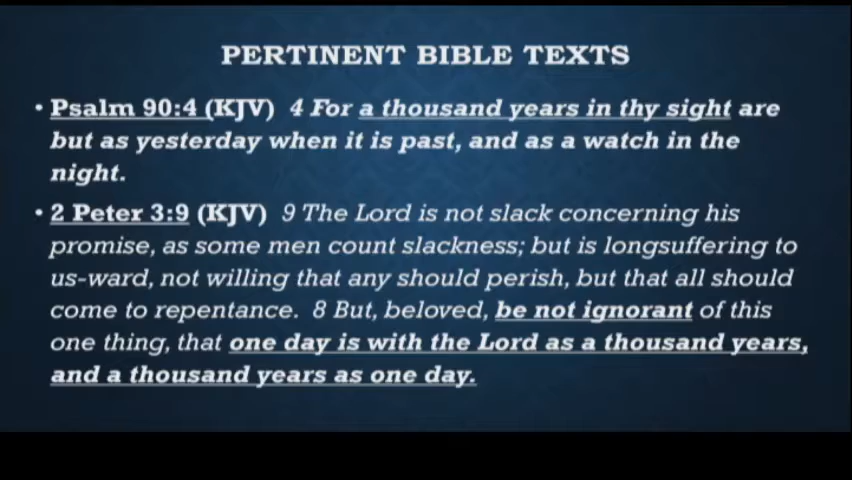 PERTINENT BIBLE TEXTS
• Psalm 90:4 (KJV) 4 For a thousand years in thy sight are
but as yesterday when it is past, and as a watch in the
night.
• 2 Peter 3:9 (KJV) 9 The Lord is not slack concerning his
promise, as some men count slackness; but is longsuffering to
us-ward, not willing that any should perish, but that all should
come to repentance. 8 But, beloved, be not ignorant of this
one thing, that one day is with the Lord as a thousand years,
and a thousand years as one day.